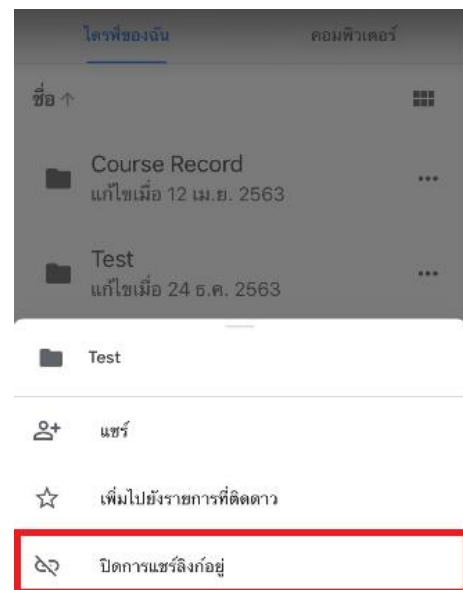 ไดรฟ์ของฉัน คอมพิวเตอร์
ชื่อ ↑
Course Record
แก้ไขเมื่อ 12 เม.ย. 2563
Test
แก้ไขเมื่อ 24 ธ.ค. 2563
Test
แชร์
เพิ่มไปยังรายการที่ติดดาว
ปิดการแชร์ลิงก์อยู่